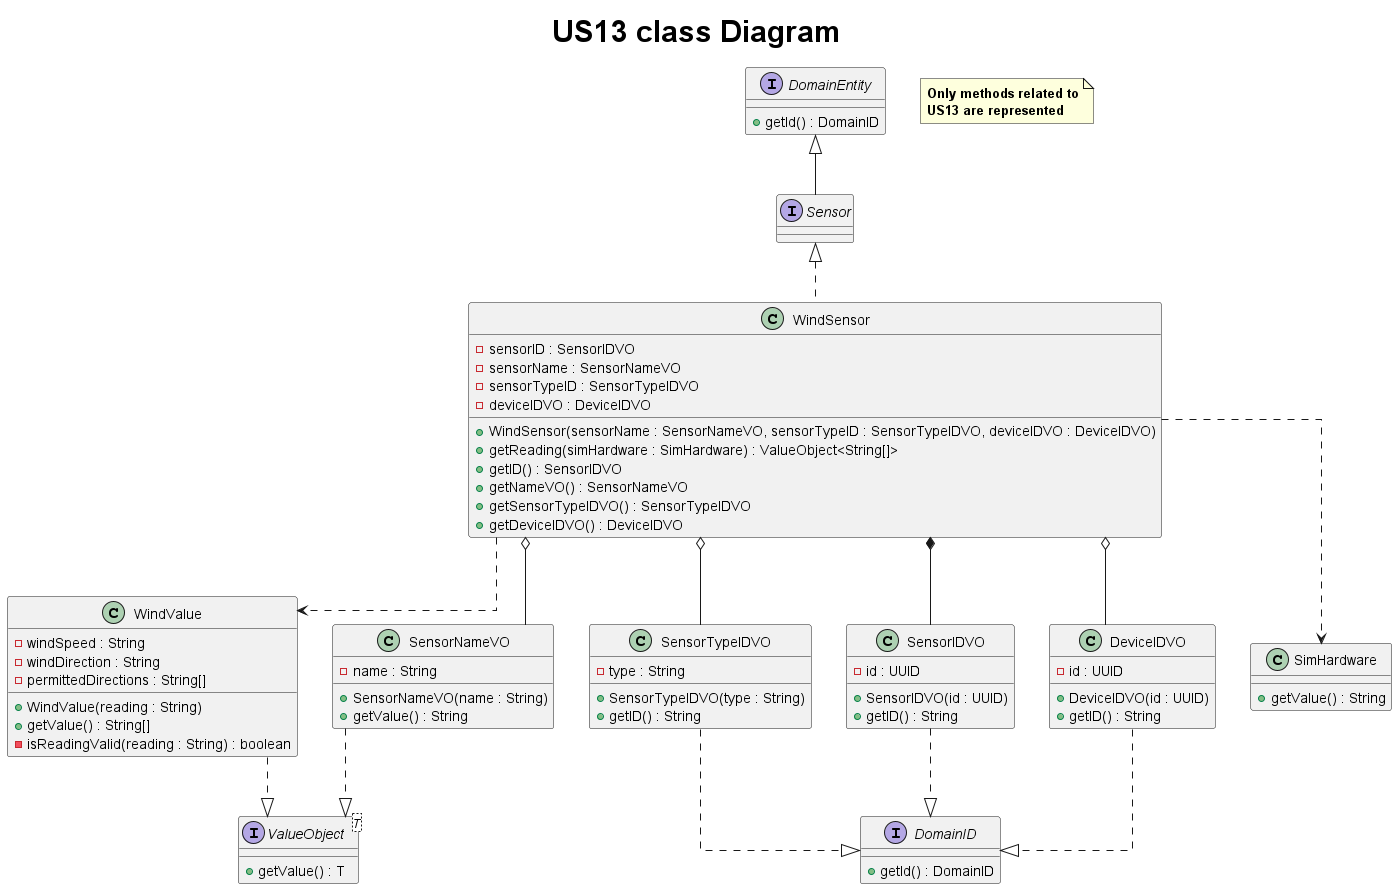 US13 class Diagram
I DomainEntity
getId() : DomainID
Only methods related to
US13 are represented
I Sensor
C WindSensor
sensorID : SensorIDVO
sensorName : SensorNameVO
sensorTypeID : SensorTypeIDVO
deviceIDVO : DeviceIDVO
WindSensor(sensorName : SensorNameVO, sensorTypeID : SensorTypeIDVO, deviceIDVO : DeviceIDVO)
getReading(simHardware : SimHardware) : ValueObject<String[]>
getID() : SensorIDVO
getNameVO() : SensorNameVO
getSensorTypeIDVO() : SensorTypeIDVO
getDeviceIDVO() : DeviceIDVO
C WindValue
windSpeed : String
windDirection : String
permittedDirections : String[]
WindValue(reading : String)
getValue() : String[]
isReadingValid(reading : String) : boolean
C SensorNameVO
name : String
SensorNameVO(name : String)
getValue() : String
C SensorTypeIDVO
type : String
SensorTypeIDVO(type : String)
getID() : String
C SensorIDVO
id : UUID
SensorIDVO(id : UUID)
getID() : String
C DeviceIDVO
id : UUID
DeviceIDVO(id : UUID)
getID() : String
C SimHardware
getValue() : String
I ValueObject T
getValue() : T
I DomainID
getId() : DomainID